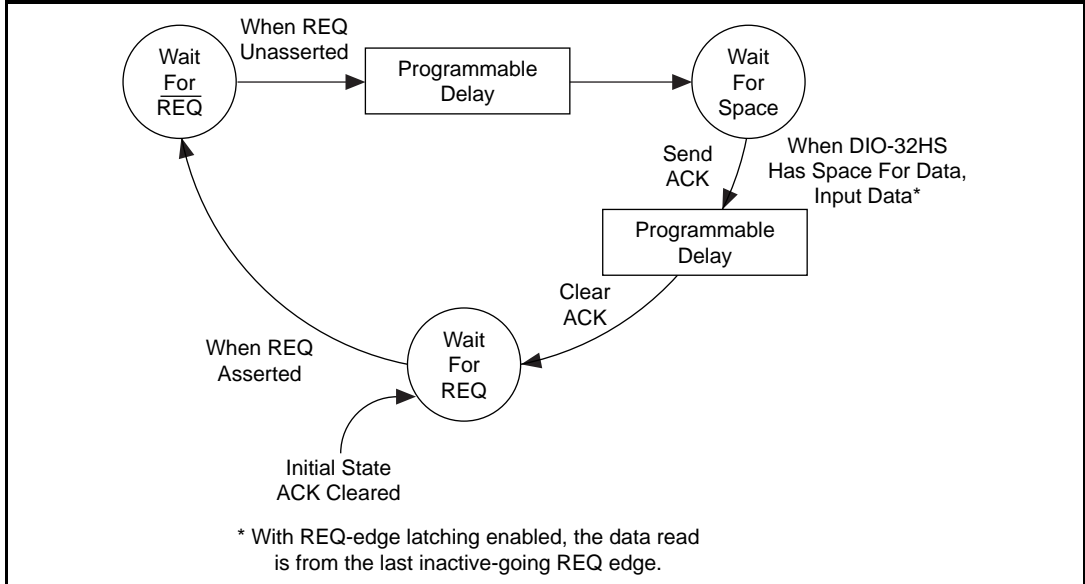 When REQ
Unasserted
Wait
For
REQ
Programmable
Delay
Wait
For
Space
Send
ACK
When DIO-32HS
Has Space For Data,
Input Data*
Programmable
Delay
Clear
ACK
Wait
For
REQ
When REQ
Asserted
Initial State
ACK Cleared
* With REQ-edge latching enabled, the data read
is from the last inactive-going REQ edge.